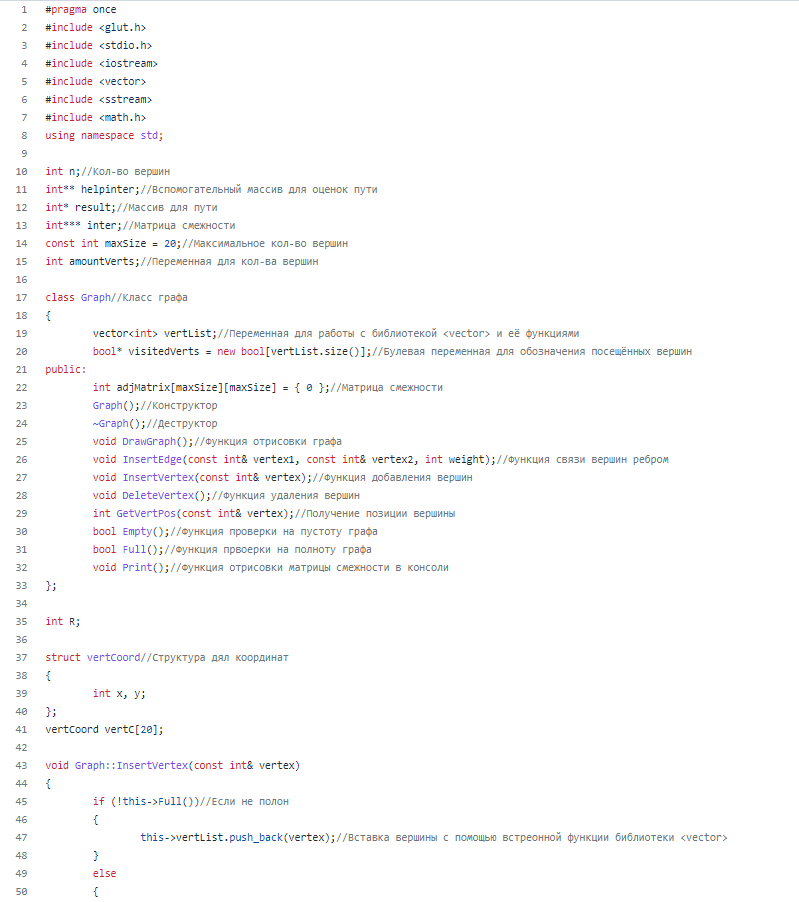 1 #pragma once
2 #include <glut.h>
3 #include <stdio.h>
4 #include <iostream>
5 #include <vector>
6 #include <sstream>
7 #include <math.h>
8 using namespace std;
9
10 int n;//Кол-во вершин
11 int** helpinter;//Вспомогательный массив для оценок пути
12 int* result;//Массив для пути
13 int*** inter;//Матрица смежности
14 const int maxSize = 20;//Максимальное кол-во вершин
15 int amountVerts;//Переменная для кол-ва вершин
16
17 class Graph//Класс графа
18 {
19 vector<int> vertList;//Переменная для работы с библиотекой <vector> и её функциями
20 bool* visitedVerts = new bool[vertList.size()];//Булевая переменная для обозначения посещённых вершин
21 public:
22 int adjMatrix[maxSize][maxSize] = { 0 };//Матрица смежности
23 Graph();//Конструктор
24 ~Graph();//Деструктор
25 void DrawGraph();//Функция отрисовки графа
26 void InsertEdge(const int& vertex1, const int& vertex2, int weight);//Функция связи вершин ребром
27 void InsertVertex(const int& vertex);//Функция добавления вершин
28 void DeleteVertex();//Функция удаления вершин
29 int GetVertPos(const int& vertex);//Получение позиции вершины
30 bool Empty();//Функция проверки на пустоту графа
31 bool Full();//Функция првоерки на полноту графа
32 void Print();//Функция отрисовки матрицы смежности в консоли
33 };
34
35 int R;
36
37 struct vertCoord//Структура дял координат
38 {
39 int x, y;
40 };
41 vertCoord vertC[20];
42
43 void Graph::InsertVertex(const int& vertex)
44 {
45 if (!this->Full())//Если не полон
46 {
47 this->vertList.push_back(vertex);//Вставка вершины с помощью встреонной функции библиотеки <vector>
48 }
49 else
50 {